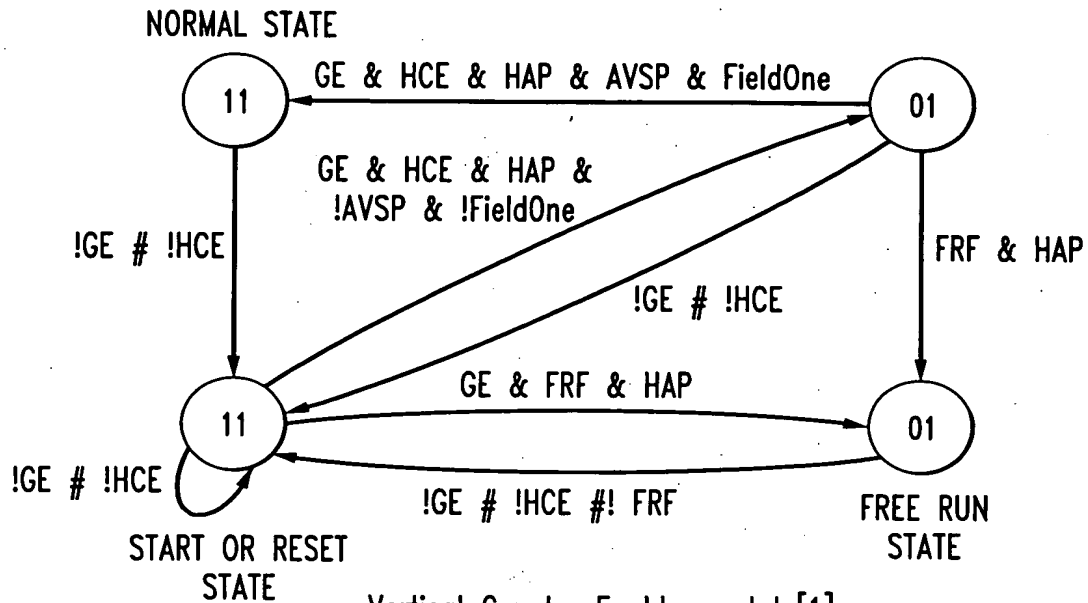 NORMAL STATE
11
GE & HCE & HAP & AVSP & FieldOne
01
GE & HCE & HAP &
!AVSP & !FieldOne
!GE # !HCE
FRF & HAP
!GE # !HCE
GE & FRF & HAP
11
01
!GE # !HCE
!GE # !HCE #! FRF
START OR RESET
STATE
FREE RUN
STATE